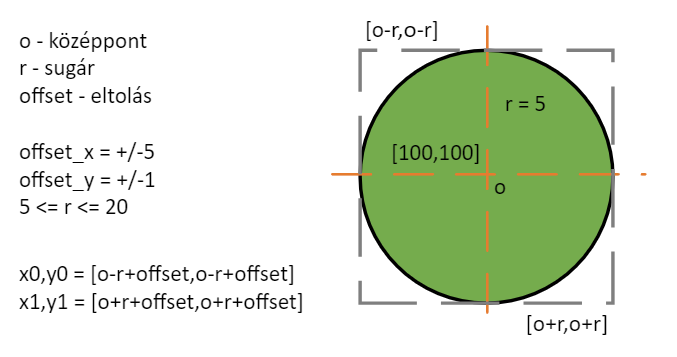 o - középpont
r - sugár
offset - eltolás
offset_x = +/-5
offset_y = +/-1
5 <= r <= 20
x0,y0 = [o-r+offset,o-r+offset]
x1,y1 = [o+r+offset,o+r+offset]
[o-r,o-r]
r = 5
[100,100]
o
[o+r,o+r]